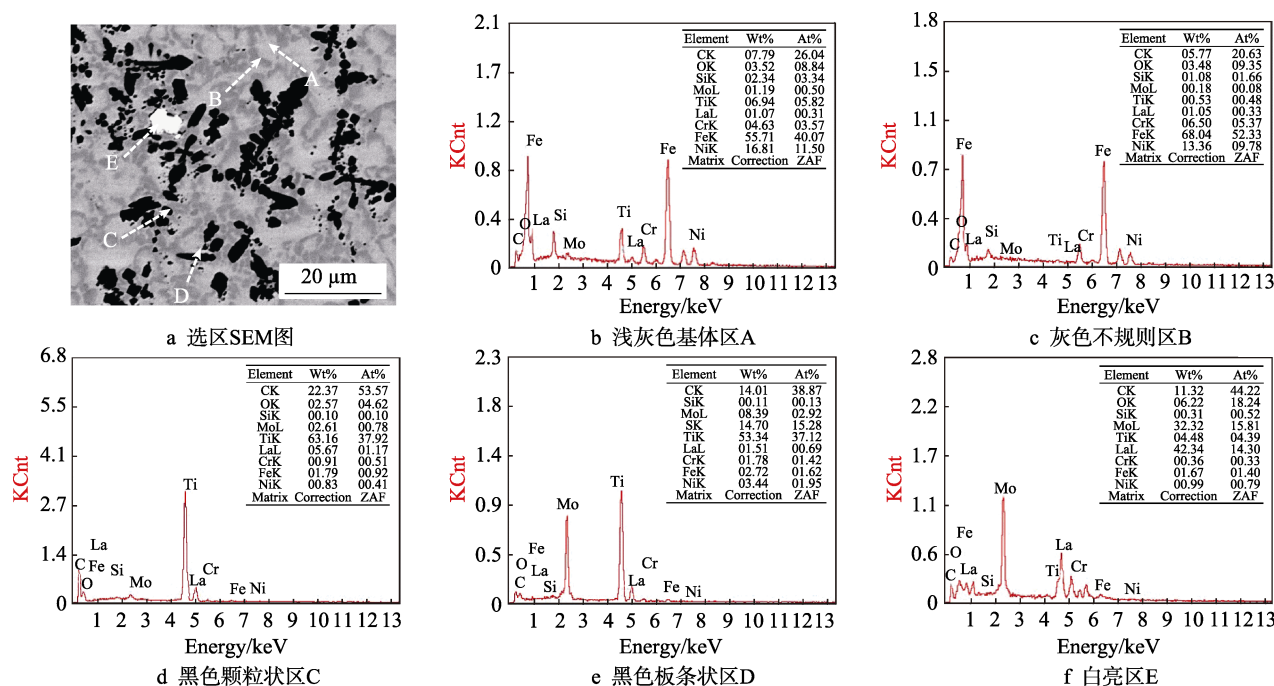 A
B
E
C
D
20 μm
a 选区SEM图
2.1
1.7
1.2
0.8
0.4
0
KCnt
Element Wt% At%
CK 07.79 26.04
OK 03.52 08.84
SiK 02.34 03.34
MoL 01.19 00.50
TiK 06.94 05.82
LaL 01.07 00.31
CrK 04.63 03.57
FeK 55.71 40.07
NiK 16.81 11.50
Matrix Correction ZAF
Fe
Fe
C
O
La
Si
Mo
Ti
La
Cr
Ni
1 2 3 4 5 6 7 8 9 10 11 12 13
Energy/keV
b 浅灰色基体区A
1.8
1.5
1.1
0.7
0.4
0
KCnt
Element Wt% At%
CK 05.77 20.63
OK 03.48 09.35
SiK 01.08 01.66
MoL 00.18 00.08
TiK 00.53 00.48
LaL 01.05 00.33
CrK 06.50 05.37
FeK 68.04 52.33
NiK 13.36 09.78
Matrix Correction ZAF
Fe
Fe
C
O
La
Si
Mo
Ti
La
Cr
Ni
1 2 3 4 5 6 7 8 9 10 11 12 13
Energy/keV
c 灰色不规则区B
6.8
5.5
4.1
2.7
1.4
0
KCnt
Element Wt% At%
CK 22.37 53.57
OK 02.57 04.62
SiK 00.10 00.10
MoL 02.61 00.78
TiK 63.16 37.92
LaL 05.67 01.17
CrK 00.91 00.51
FeK 01.79 00.92
NiK 00.83 00.41
Matrix Correction ZAF
Ti
La
C
Fe
O
Si
Mo
La
Cr
Fe
Ni
1 2 3 4 5 6 7 8 9 10 11 12 13
Energy/keV
d 黑色颗粒状区C
2.3
1.8
1.4
0.9
0.5
0
KCnt
Element Wt% At%
CK 14.01 38.87
SiK 00.11 00.13
MoL 08.39 02.92
SK 14.70 15.28
TiK 53.34 37.12
LaL 01.51 00.69
CrK 01.78 01.42
FeK 02.72 01.62
NiK 03.44 01.95
Matrix Correction ZAF
Mo
Ti
Fe
O
La
C
Si
La
Cr
Fe
Ni
1 2 3 4 5 6 7 8 9 10 11 12 13
Energy/keV
e 黑色板条状区D
2.8
2.2
1.7
1.1
0.6
0
KCnt
Element Wt% At%
CK 11.32 44.22
OK 06.22 18.24
SiK 00.31 00.52
MoL 32.32 15.81
TiK 04.48 04.39
LaL 42.34 14.30
CrK 00.36 00.33
FeK 01.67 01.40
NiK 00.99 00.79
Matrix Correction ZAF
Mo
Fe
O
La
C
Si
La
Ti
Cr
Fe
Ni
1 2 3 4 5 6 7 8 9 10 11 12 13
Energy/keV
f 白亮区E